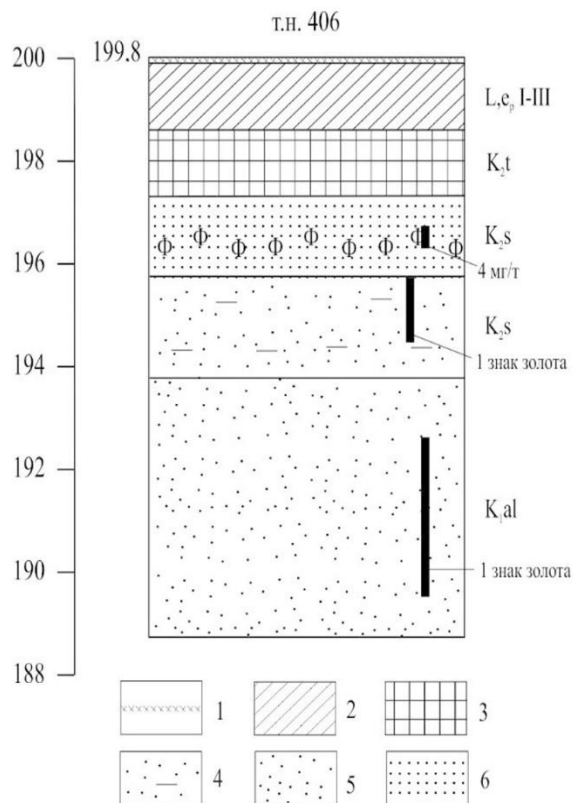 т.н. 406
200
199.8
L,eₚ I-III
198
K₂t
196
Ф Ф Ф Ф Ф Ф Ф Ф Ф
K₂s
4 мг/т
K₂s
1 знак золота
194
192
K₁al
190
1 знак золота
188
1 2 3
4 5 6